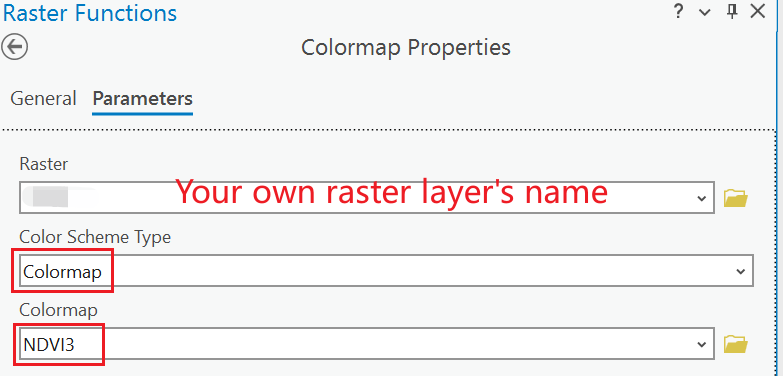 Raster Functions
?
Colormap Properties
General Parameters
Raster
Your own raster layer's name
Color Scheme Type
Colormap
Colormap
NDVI3